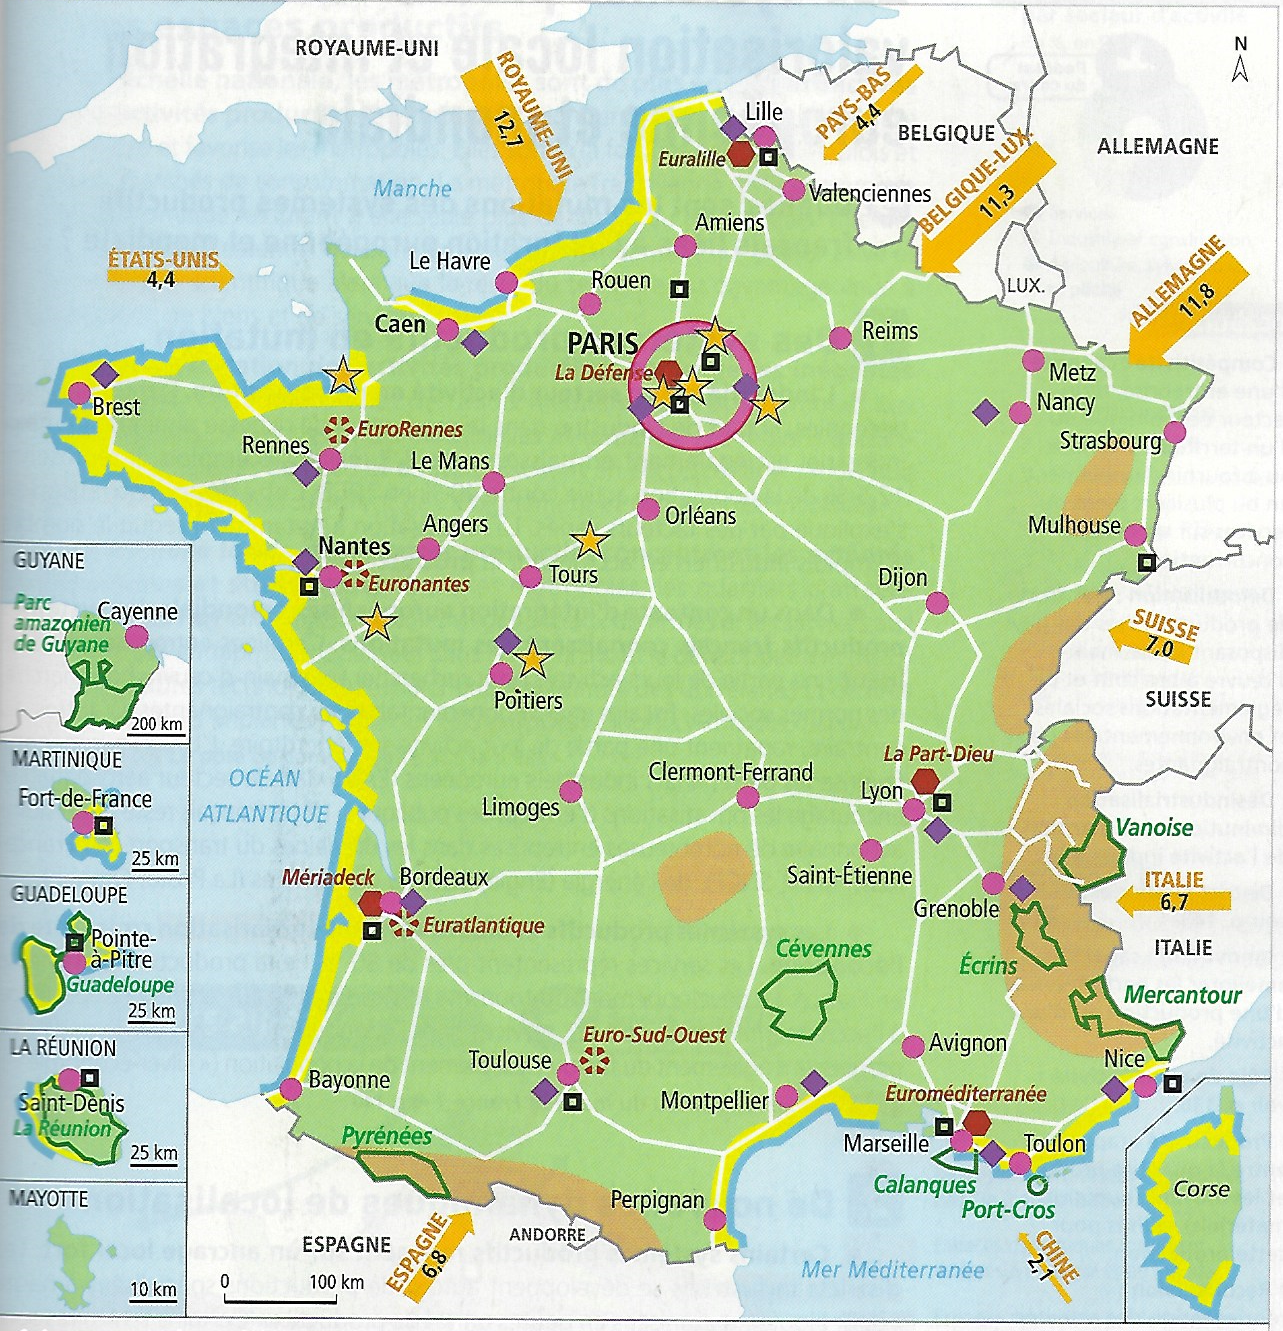 ROYAUME-UNI
N
ROYAUME-UNI
12,7
PAYS-BAS
4,4
Lille
BELGIQUE
ALLEMAGNE
Euralille
BELGIQUE-LUX.
11,3
Manche
Valenciennes
Amiens
ÉTATS-UNIS
4,4
Le Havre
Rouen
LUX.
ALLEMAGNE
11,8
Caen
PARIS
Reims
La Défense
Metz
Nancy
Brest
EuroRennes
Rennes
Le Mans
Strasbourg
Orléans
Angers
Mulhouse
Nantes
Euronantes
Tours
Dijon
GUYANE
Parc
amazonien
de Guyane
Cayenne
200 km
SUISSE
7,0
SUISSE
Poitiers
MARTINIQUE
Fort-de-France
25 km
OCÉAN
ATLANTIQUE
La Part-Dieu
Clermont-Ferrand
Limoges
Lyon
Vanoise
Saint-Étienne
ITALIE
6,7
Mériadeck
Bordeaux
Grenoble
Euratlantique
ITALIE
GUADELOUPE
Pointe-
à-Pitre
Guadeloupe
25 km
Cévennes
Écrins
Mercantour
LA RÉUNION
Saint-Denis
La Réunion
25 km
Euro-Sud-Ouest
Toulouse
Avignon
Nice
Bayonne
Montpellier
Euroméditerranée
Pyrénées
Marseille
Toulon
Calanques
Port-Cros
Corse
MAYOTTE
10 km
Perpignan
ESPAGNE
ANDORRE
ESPAGNE
6,8
CHINE
2,1
Mer Méditerranée
0
100 km